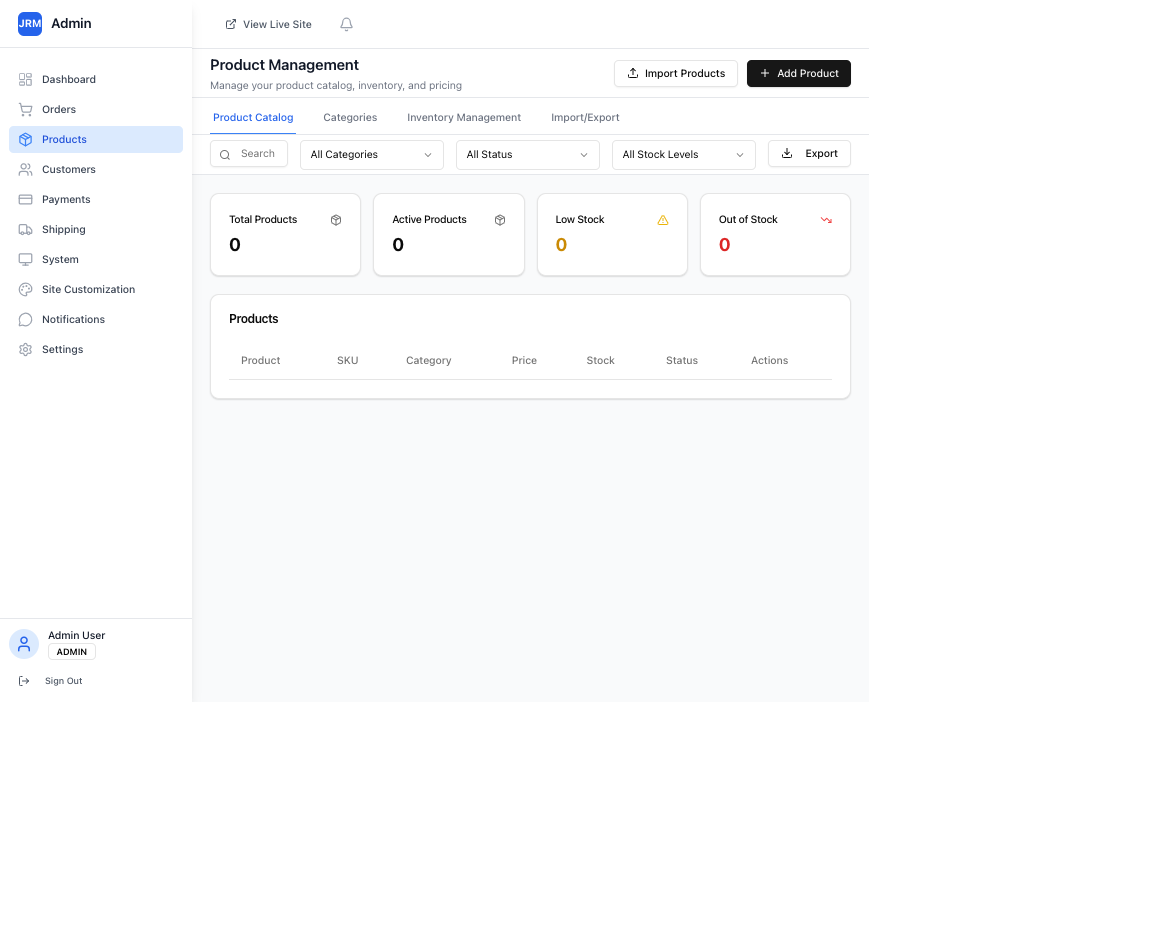 JRM Admin
View Live Site
Product Management
Manage your product catalog, inventory, and pricing
Import Products
Add Product
Dashboard
Orders
Products
Customers
Payments
Shipping
System
Site Customization
Notifications
Settings
Product Catalog Categories Inventory Management Import/Export
Search All Categories All Status All Stock Levels Export
Total Products Active Products Low Stock Out of Stock
0 0 0 0
Products
Product SKU Category Price Stock Status Actions
Admin User
ADMIN
Sign Out